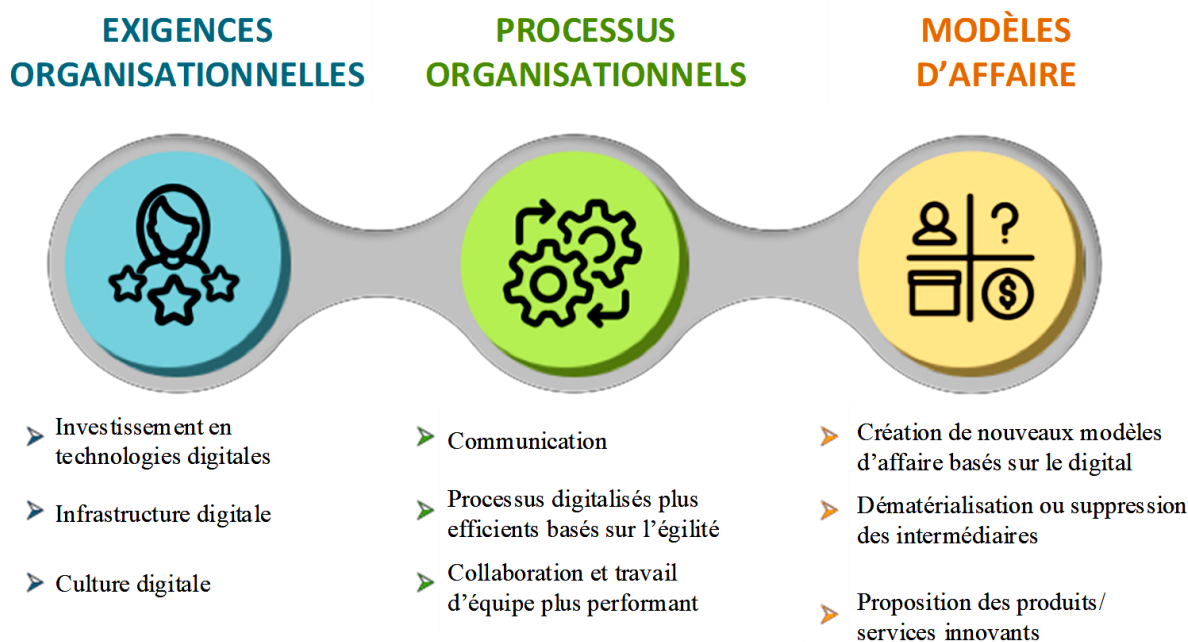 EXIGENCES
ORGANISATIONNELLES
Investissement en
technologies digitales
Infrastructure digitale
Culture digitale
PROCESSUS
ORGANISATIONNELS
Communication
Processus digitalisés plus
efficients basés sur l’égilité
Collaboration et travail
d’équipe plus performant
MODÈLES
D’AFFAIRE
Création de nouveaux modèles
d’affaire basés sur le digital
Dématérialisation ou suppression
des intermédiaires
Proposition des produits/
services innovants